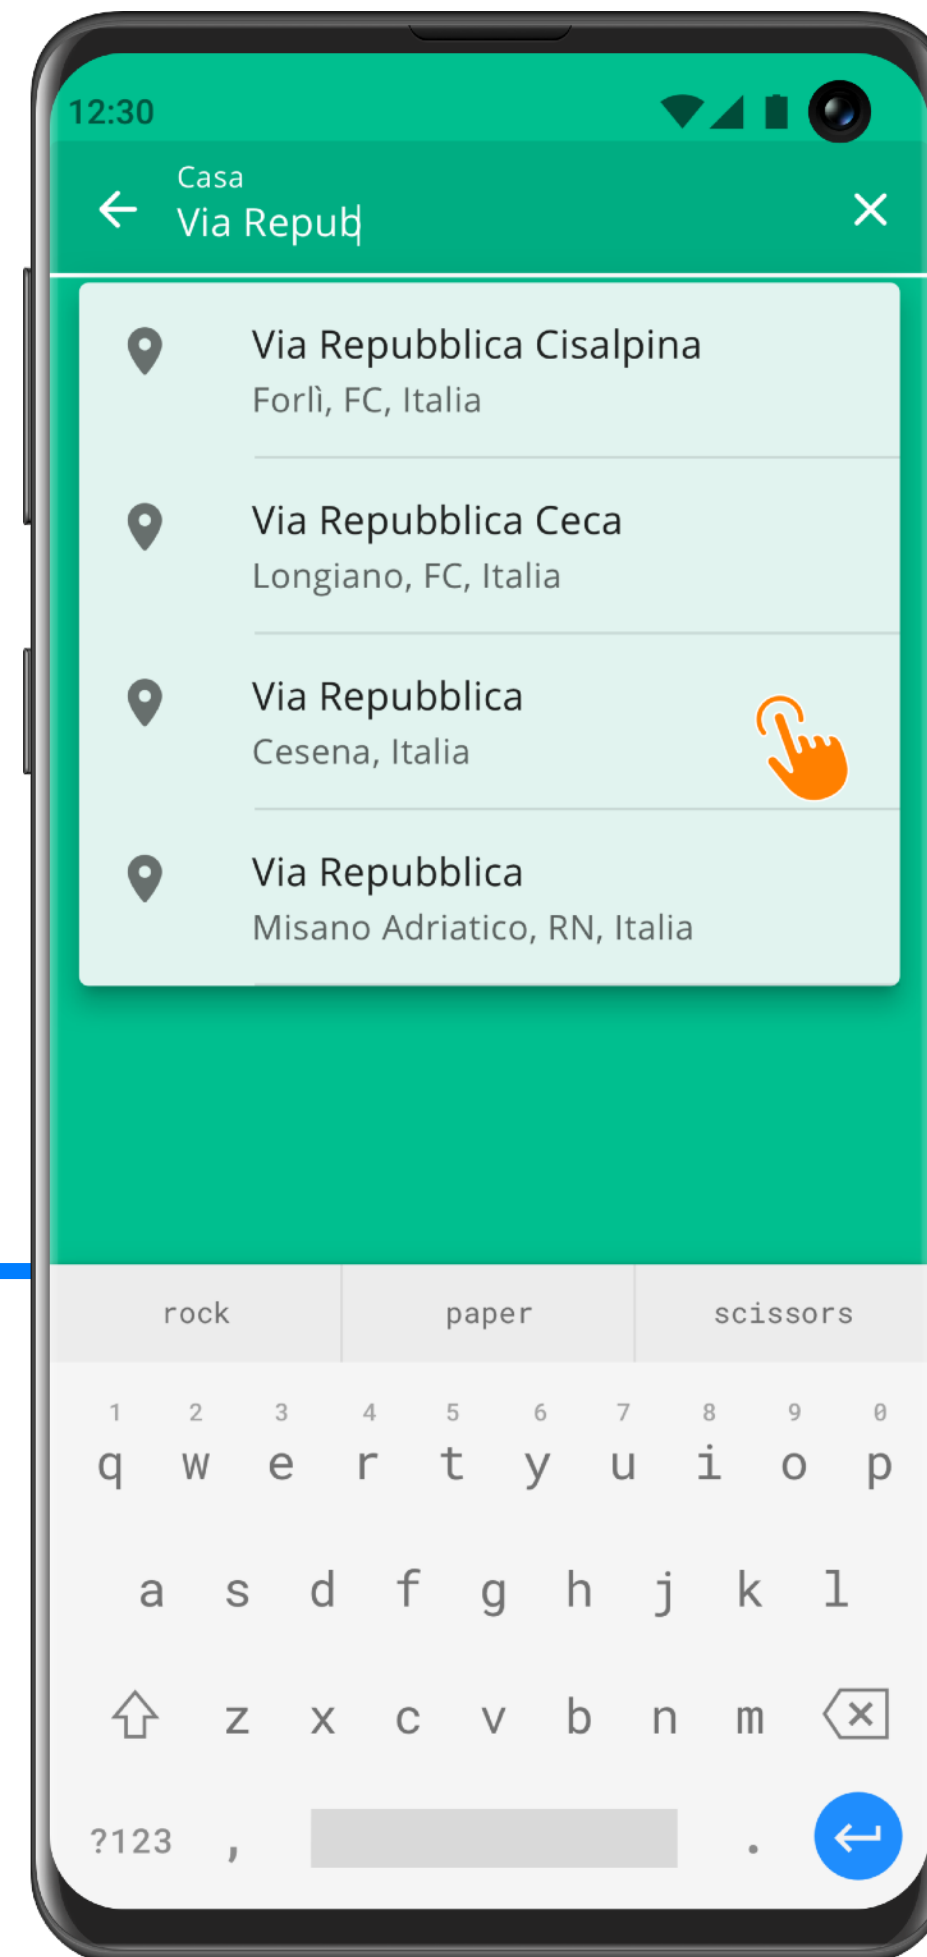 12:30
Casa
Via Repub
Via Repubblica Cisalpina
Forlì, FC, Italia
Via Repubblica Ceca
Longiano, FC, Italia
Via Repubblica
Cesena, Italia
Via Repubblica
Misano Adriatico, RN, Italia
rock paper scissors
1 2 3 4 5 6 7 8 9 0
q w e r t y u i o p
a s d f g h j k l
z x c v b n m
?123 , .